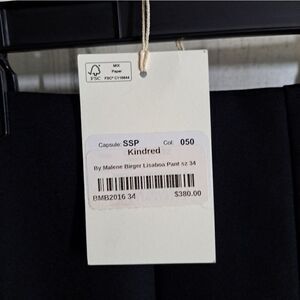 FSC
MIX
Paper
Capsule: SSP Col: 050
Kindred
By Malene Birger Lisaboa Pant sz 34
BMB2016 34 $380.00